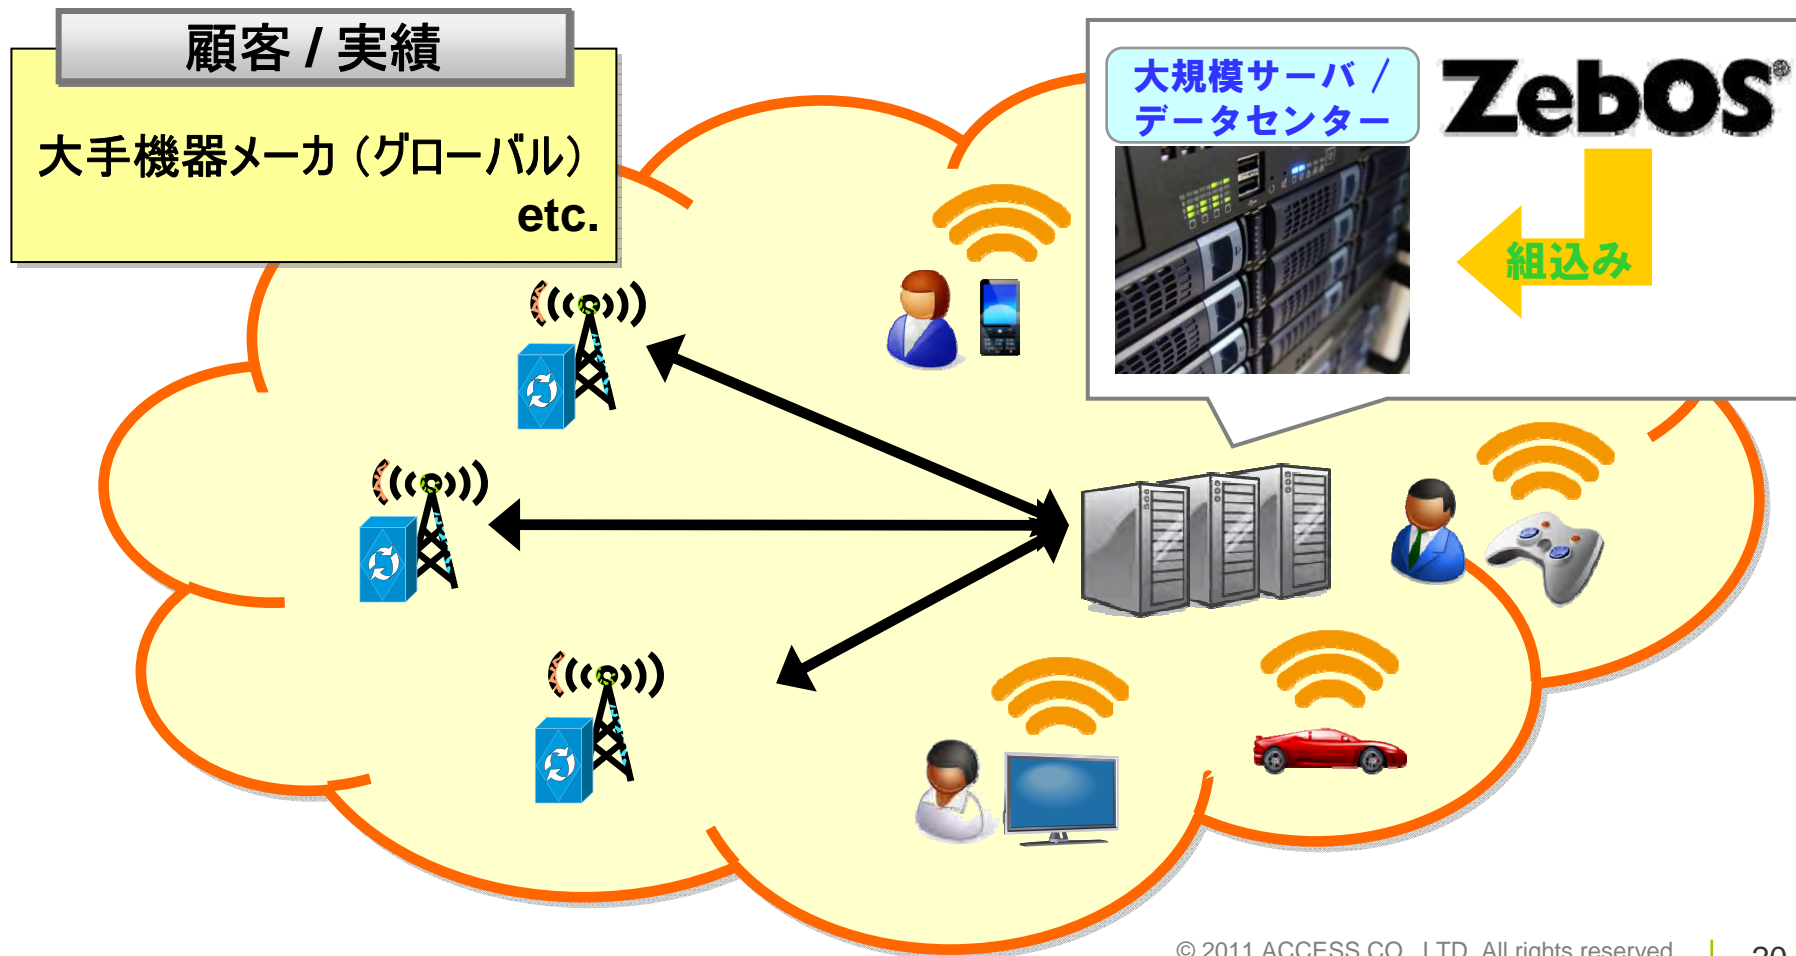 顧客 / 実績
大手機器メーカ（グローバル）
etc.
大規模サーバ /
データセンター
ZebOS®
組込み
© 2011 ACCESS CO., LTD. All rights reserved.
20